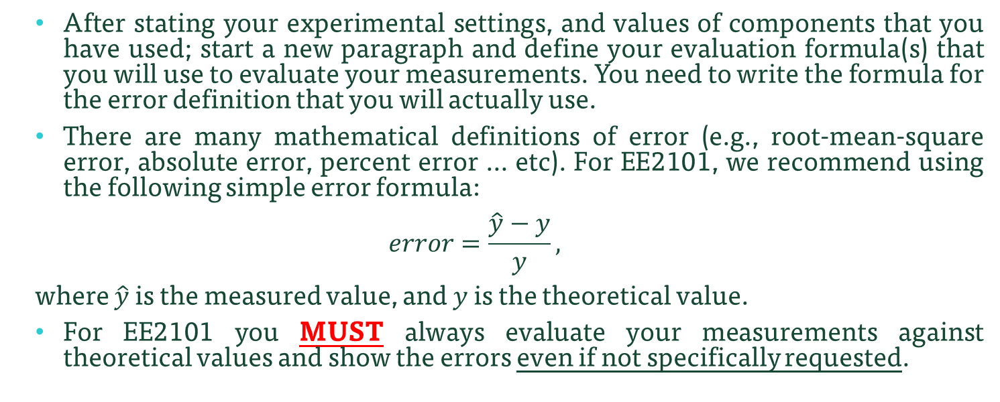 • After stating your experimental settings, and values of components that you
have used; start a new paragraph and define your evaluation formula(s) that
you will use to evaluate your measurements. You need to write the formula for
the error definition that you will actually use.
• There are many mathematical definitions of error (e.g., root-mean-square
error, absolute error, percent error ... etc). For EE2101, we recommend using
the following simple error formula:
error = (ŷ − y) / y,
where ŷ is the measured value, and y is the theoretical value.
• For EE2101 you MUST always evaluate your measurements against
theoretical values and show the errors even if not specifically requested.